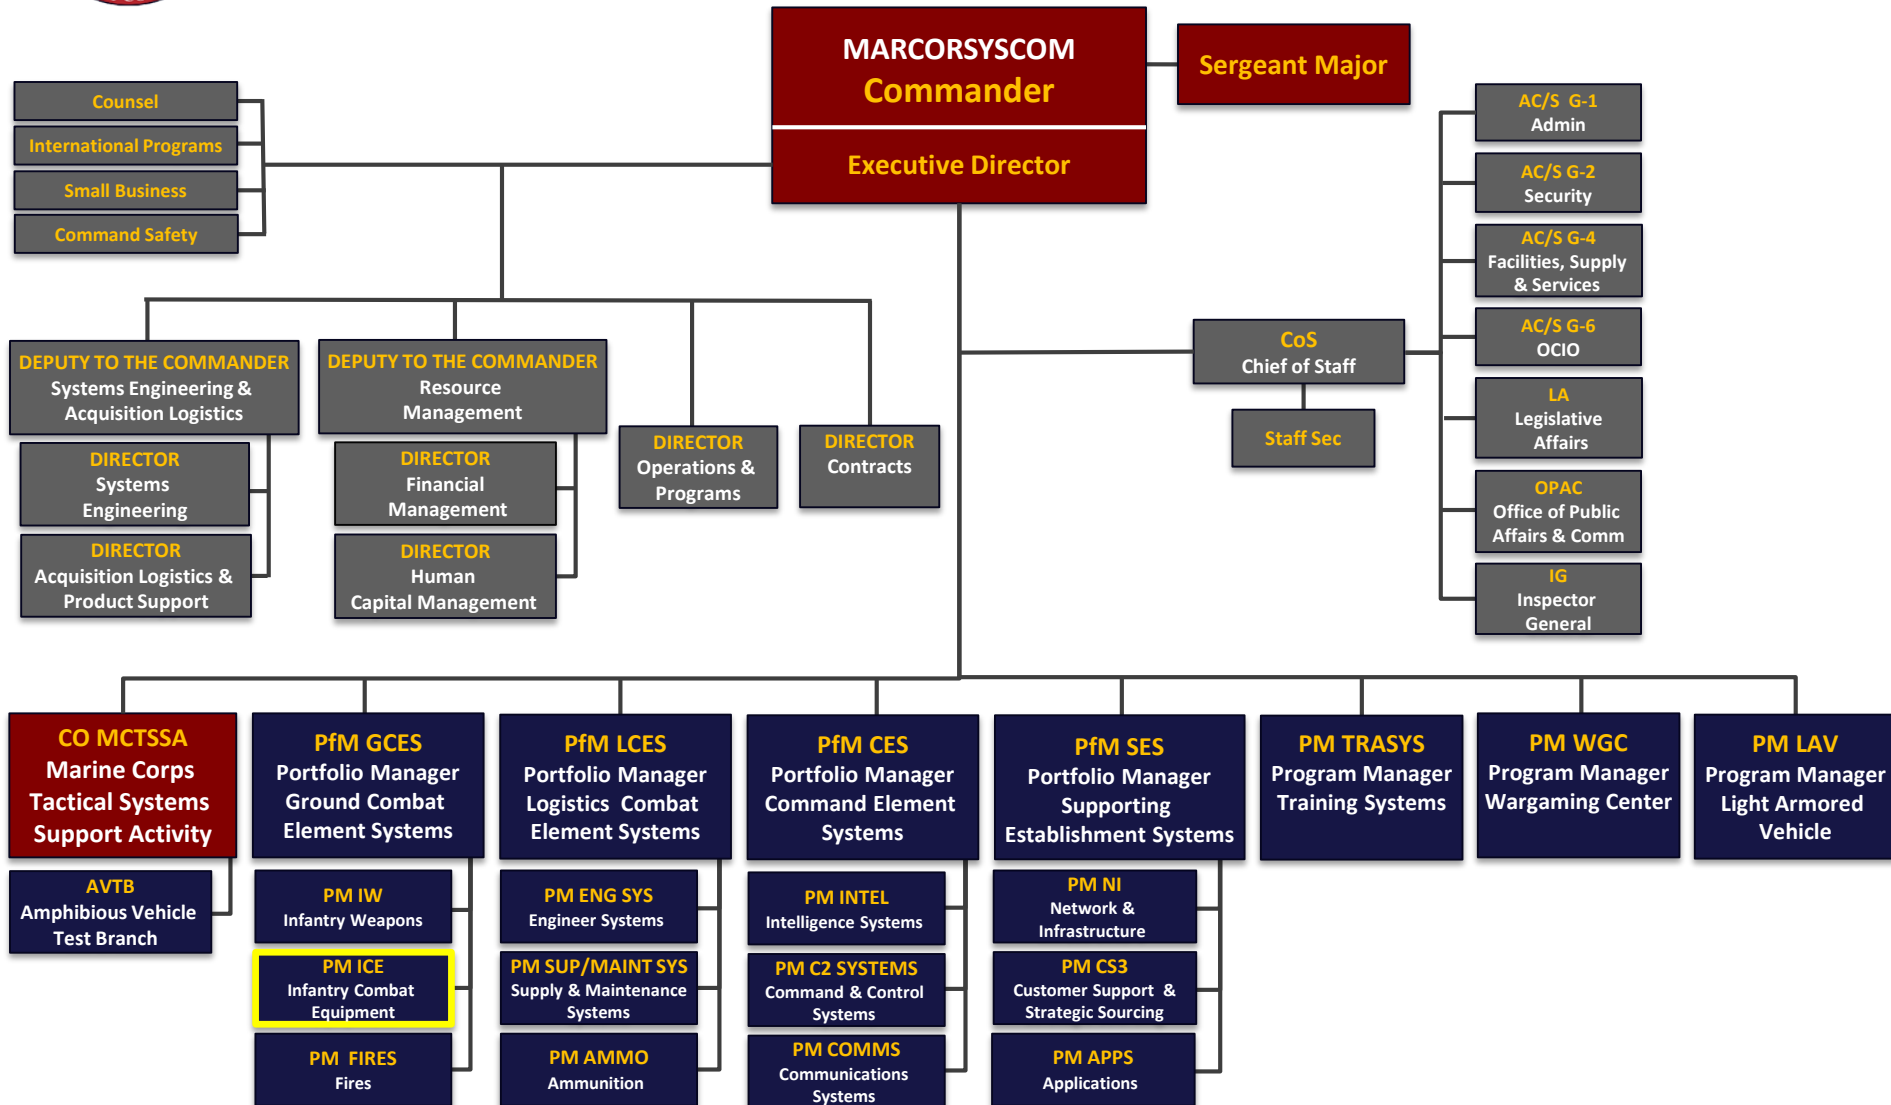 MARCORSYSCOM
Commander
Executive Director
Sergeant Major
Counsel
International Programs
Small Business
Command Safety
AC/S G-1
Admin
AC/S G-2
Security
AC/S G-4
Facilities, Supply
& Services
AC/S G-6
OCIO
LA
Legislative
Affairs
OPAC
Office of Public
Affairs & Comm
IG
Inspector
General
CoS
Chief of Staff
Staff Sec
DEPUTY TO THE COMMANDER
Systems Engineering &
Acquisition Logistics
DIRECTOR
Systems
Engineering
DIRECTOR
Acquisition Logistics &
Product Support
DEPUTY TO THE COMMANDER
Resource
Management
DIRECTOR
Financial
Management
DIRECTOR
Human
Capital Management
DIRECTOR
Operations &
Programs
DIRECTOR
Contracts
CO MCTSSA
Marine Corps
Tactical Systems
Support Activity
AVTB
Amphibious Vehicle
Test Branch
PfM GCES
Portfolio Manager
Ground Combat
Element Systems
PM IW
Infantry Weapons
PM ICE
Infantry Combat
Equipment
PM FIRES
Fires
PfM LCES
Portfolio Manager
Logistics Combat
Element Systems
PM ENG SYS
Engineer Systems
PM SUP/MAINT SYS
Supply & Maintenance
Systems
PM AMMO
Ammunition
PfM CES
Portfolio Manager
Command Element
Systems
PM INTEL
Intelligence Systems
PM C2 SYSTEMS
Command & Control
Systems
PM COMMS
Communications
Systems
PfM SES
Portfolio Manager
Supporting
Establishment Systems
PM NI
Network &
Infrastructure
PM CS3
Customer Support &
Strategic Sourcing
PM APPS
Applications
PM TRASYS
Program Manager
Training Systems
PM WGC
Program Manager
Wargaming Center
PM LAV
Program Manager
Light Armored
Vehicle